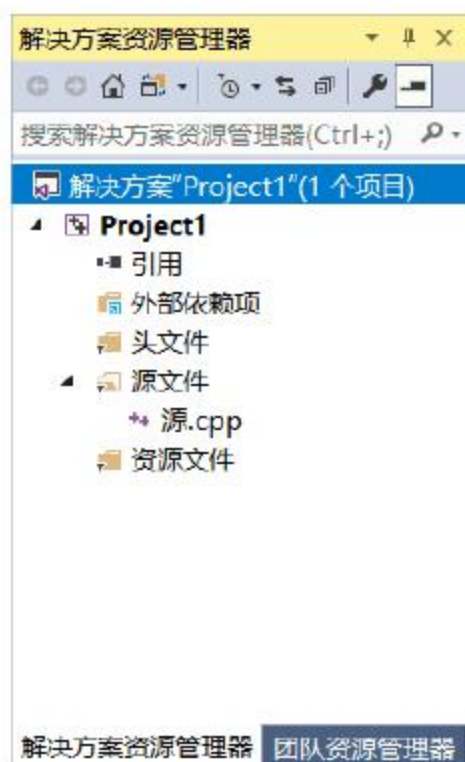 解决方案资源管理器
搜索解决方案资源管理器(Ctrl+;)
解决方案"Project1"(1 个项目)
Project1
引用
外部依赖项
头文件
源文件
源.cpp
资源文件
解决方案资源管理器 团队资源管理器